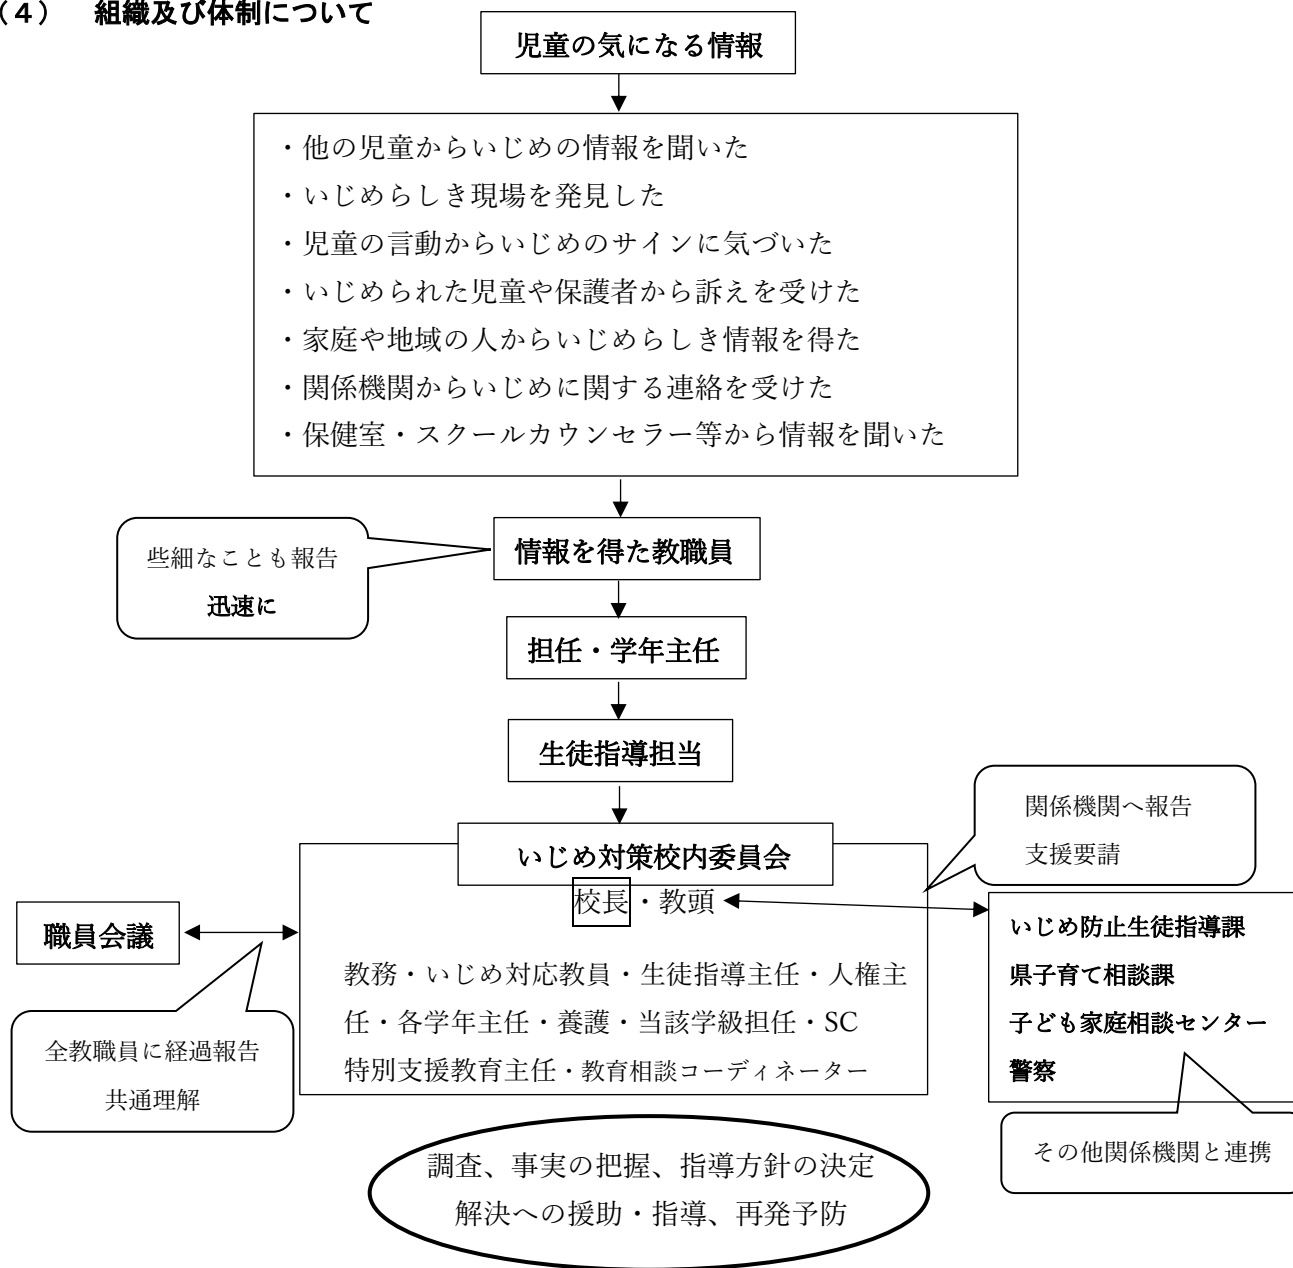 （４）　組織及び体制について
児童の気になる情報
・他の児童からいじめの情報を聞いた
・いじめらしき現場を発見した
・児童の言動からいじめのサインに気づいた
・いじめられた児童や保護者から訴えを受けた
・家庭や地域の人からいじめらしき情報を得た
・関係機関からいじめに関する連絡を受けた
・保健室・スクールカウンセラー等から情報を聞いた
情報を得た教職員
些細なことも報告
迅速に
担任・学年主任
生徒指導担当
関係機関へ報告
支援要請
いじめ対策校内委員会
校長・教頭
職員会議
教務・いじめ対応教員・生徒指導主任・人権主
任・各学年主任・養護・当該学級担任・SC
特別支援教育主任・教育相談コーディネーター
いじめ防止生徒指導課
県子育て相談課
子ども家庭相談センター
警察
全教職員に経過報告
共通理解
その他関係機関と連携
調査、事実の把握、指導方針の決定
解決への援助・指導、再発予防